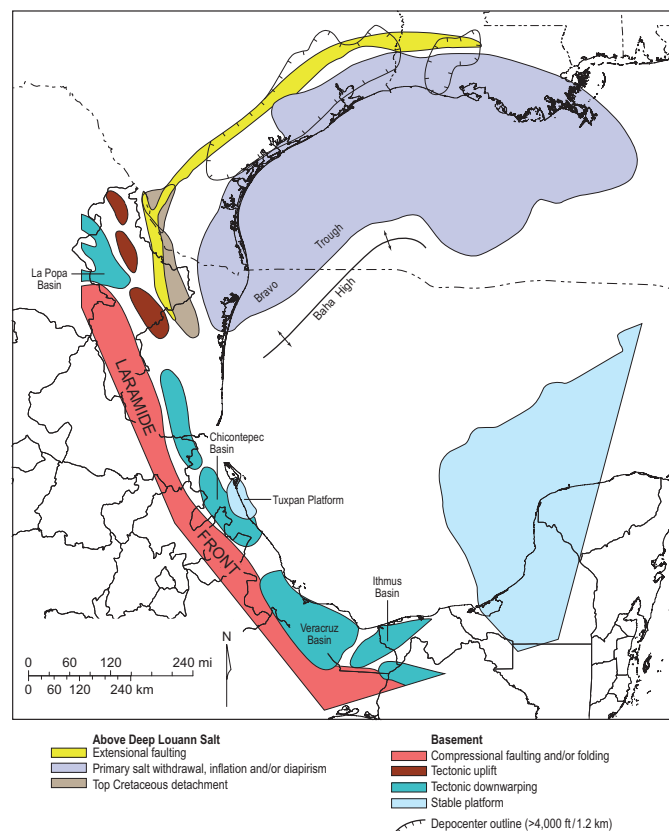 Trough
Bravo
Baha High
La Popa
Basin
LARAMIDE
Chicontepec
Basin
Tuxpan Platform
FRONT
Ithmus
Basin
Veracruz
Basin
N
0 60 120 240 mi
0 60 120 240 km
Above Deep Louann Salt
Extensional faulting
Primary salt withdrawal, inflation and/or diapirism
Top Cretaceous detachment
Basement
Compressional faulting and/or folding
Tectonic uplift
Tectonic downwarping
Stable platform
Depocenter outline (>4,000 ft/1.2 km)